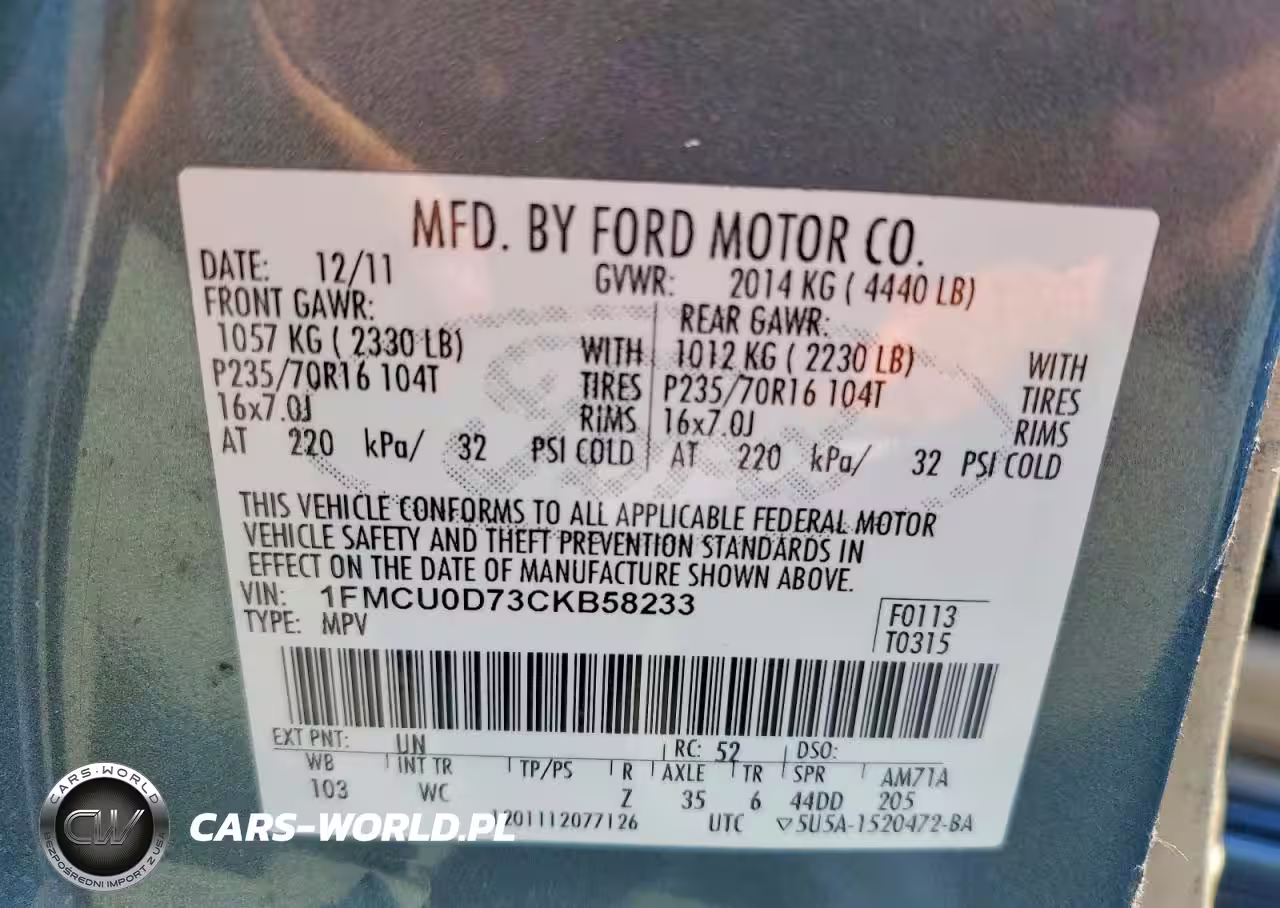 MFD. BY FORD MOTOR CO.
DATE: 12/11 GVWR: 2014 KG ( 4440 LB)
FRONT GAWR: REAR GAWR:
1057 KG ( 2330 LB) WITH 1012 KG ( 2230 LB) WITH
P235/70R16 104T TIRES P235/70R16 104T TIRES
16x7.0J RIMS 16x7.0J RIMS
AT 220 kPa/ 32 PSI COLD AT 220 kPa/ 32 PSI COLD
Ford
THIS VEHICLE CONFORMS TO ALL APPLICABLE FEDERAL MOTOR
VEHICLE SAFETY AND THEFT PREVENTION STANDARDS IN
EFFECT ON THE DATE OF MANUFACTURE SHOWN ABOVE.
VIN: 1FMCU0D73CKB58233
TYPE: MPV
F0113
T0315
EXT PNT: UN RC: 52 DSO:
WB INT TR TP/PS R AXLE TR SPR AM71A
103 WC Z 35 6 44DD 205
1201112077126 UTC ▽5U5A-1520472-BA
CARS-WORLD
CW
BEZPOŚREDNI IMPORT Z USA
CARS-WORLD.PL